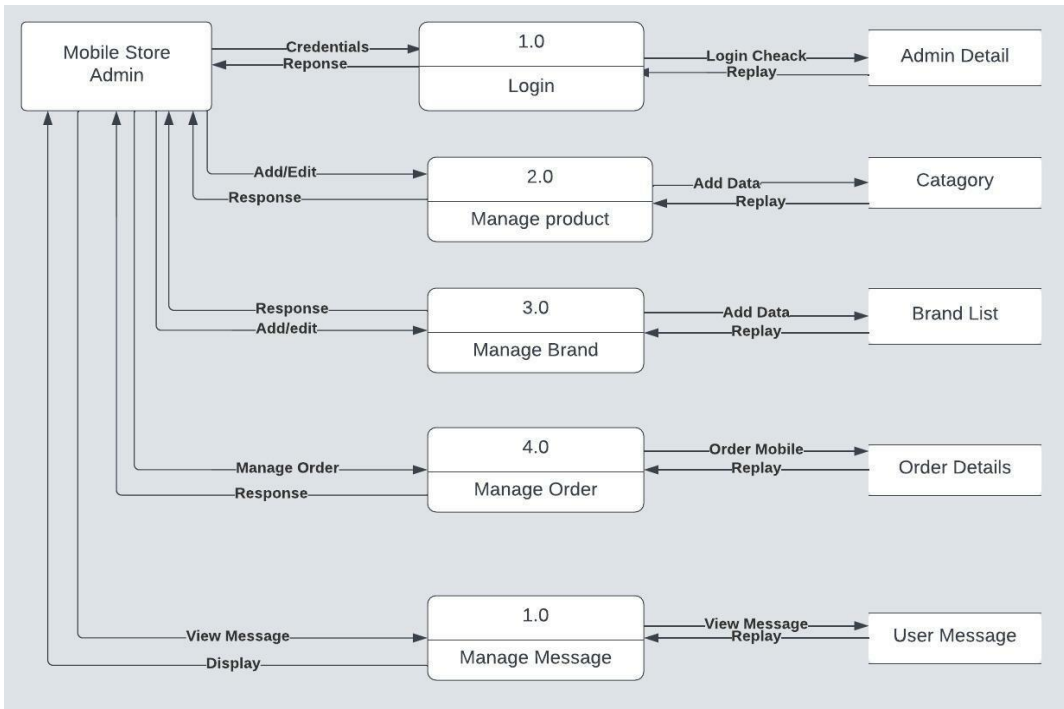 Mobile Store
Admin
Credentials
Reponse
1.0
Login
Login Cheack
Replay
Admin Detail
Add/Edit
Response
2.0
Manage product
Add Data
Replay
Catagory
Response
Add/edit
3.0
Manage Brand
Add Data
Replay
Brand List
Manage Order
Response
4.0
Manage Order
Order Mobile
Replay
Order Details
View Message
Display
1.0
Manage Message
View Message
Replay
User Message